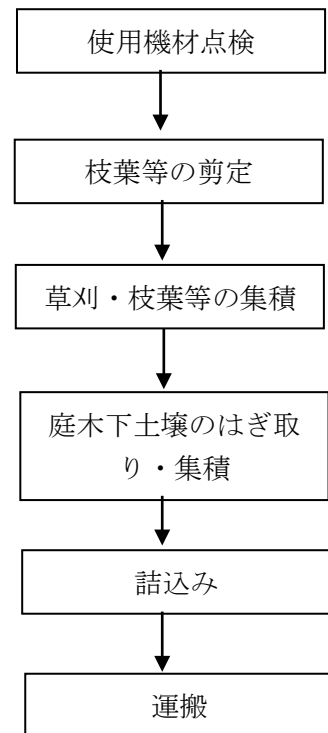 使用機材点検
枝葉等の剪定
草刈・枝葉等の集積
庭木下土壌のはぎ取
り・集積
詰込み
運搬